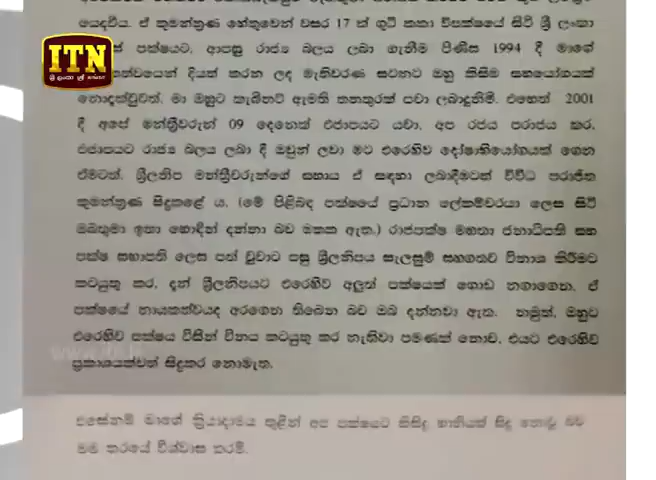 යෙදවීය. ඒ කුමන්ත්‍රණ හේතුවෙන් වසර 17 ක් ගුටි කකා විපක්ෂයේ සිටි ශ්‍රී ලංකා
ITN
පක්ෂයට, ආපසු රාජ්‍ය බලය ලබා ගැනීම පිණිස 1994 දී මාගේ
දියත් කරන ලද මැතිවරණ සටනට ඔහු කිසිම සහයෝගයක්
නොදක්වූවත්, මා ඔහුට කැබිනට් ඇමති තනතුරක් පවා ලබාදුනිමි. එහෙත් 2001
දී අපේ මන්ත්‍රීවරුන් 09 දෙනෙක් එජාපයට යවා, අප රජය පරාජය කර,
එජාපයට රාජ්‍ය බලය ලබා දී ඔවුන් ලවා මට එරෙහිව දෝෂාභියෝගයක් ගෙන
ඒමටත්, ශ්‍රීලනිප මන්ත්‍රීවරුන්ගේ සහාය ඒ සඳහා ලබාදීමටත් විවිධ පරාජිත
කුමන්ත්‍රණ සිදුකළේ ය. (මේ පිළිබඳ පක්ෂයේ ප්‍රධාන ලේකම්වරයා ලෙස සිටි
ඔබතුමා ඉතා හොඳින් දන්නා බව මතක ඇත.) රාජපක්ෂ මහතා ජනාධිපති සහ
පක්ෂ සභාපති ලෙස පත් වූවාට පසු ශ්‍රීලනිපය සැලසුම් සහගතව විනාශ කිරීමට
කටයුතු කර, දැන් ශ්‍රීලනිපයට එරෙහිව අලුත් පක්ෂයක් ගොඩ නගාගෙන, ඒ
පක්ෂයේ නායකත්වයද අරගෙන තිබෙන බව ඔබ දන්නවා ඇත. නමුත්, ඔහුට
එරෙහිව පක්ෂය විසින් විනය කටයුතු කර නැතිවා පමණක් නොව, එයට එරෙහිව
ප්‍රකාශයක්වත් සිදුකර නොමැත.
එසේනම් මාගේ ක්‍රියාදාමය තුළින් අප පක්ෂයට කිසිදු හානියක් සිදු නොවූ බව
මම තරයේ විශ්වාස කරමි.